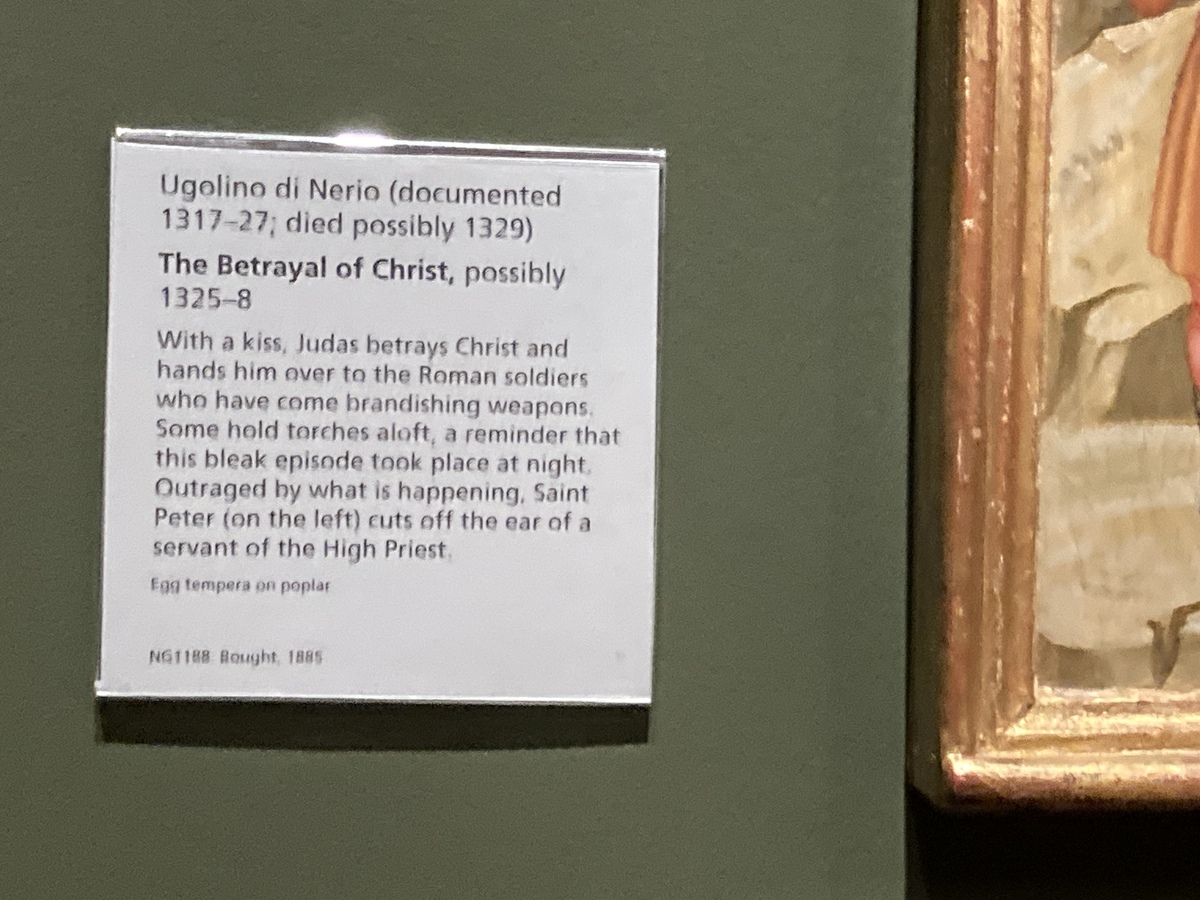 Ugolino di Nerio (documented
1317–27; died possibly 1329)
The Betrayal of Christ, possibly
1325–8
With a kiss, Judas betrays Christ and
hands him over to the Roman soldiers
who have come brandishing weapons.
Some hold torches aloft, a reminder that
this bleak episode took place at night.
Outraged by what is happening, Saint
Peter (on the left) cuts off the ear of a
servant of the High Priest.
Egg tempera on poplar
NG1188. Bought, 1885